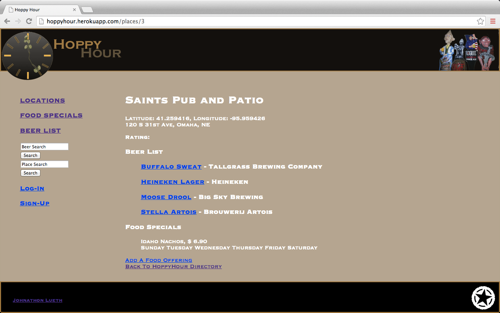 Hoppy Hour
hoppyhour.herokuapp.com/places/3
Hoppy
Hour
Locations
Food Specials
Beer List
Beer Search
Search
Place Search
Search
Log-In
Sign-Up
Saints Pub and Patio
Latitude: 41.259416, Longitude: -95.959426
120 S 31st Ave, Omaha, NE
Rating:
Beer List
Buffalo Sweat - Tallgrass Brewing Company
Heineken Lager - Heineken
Moose Drool - Big Sky Brewing
Stella Artois - Brouwerij Artois
Food Specials
Idaho Nachos, $ 6.90
Sunday Tuesday Wednesday Thursday Friday Saturday
Add A Food Offering
Back To HoppyHour Directory
Johnathon Lueth